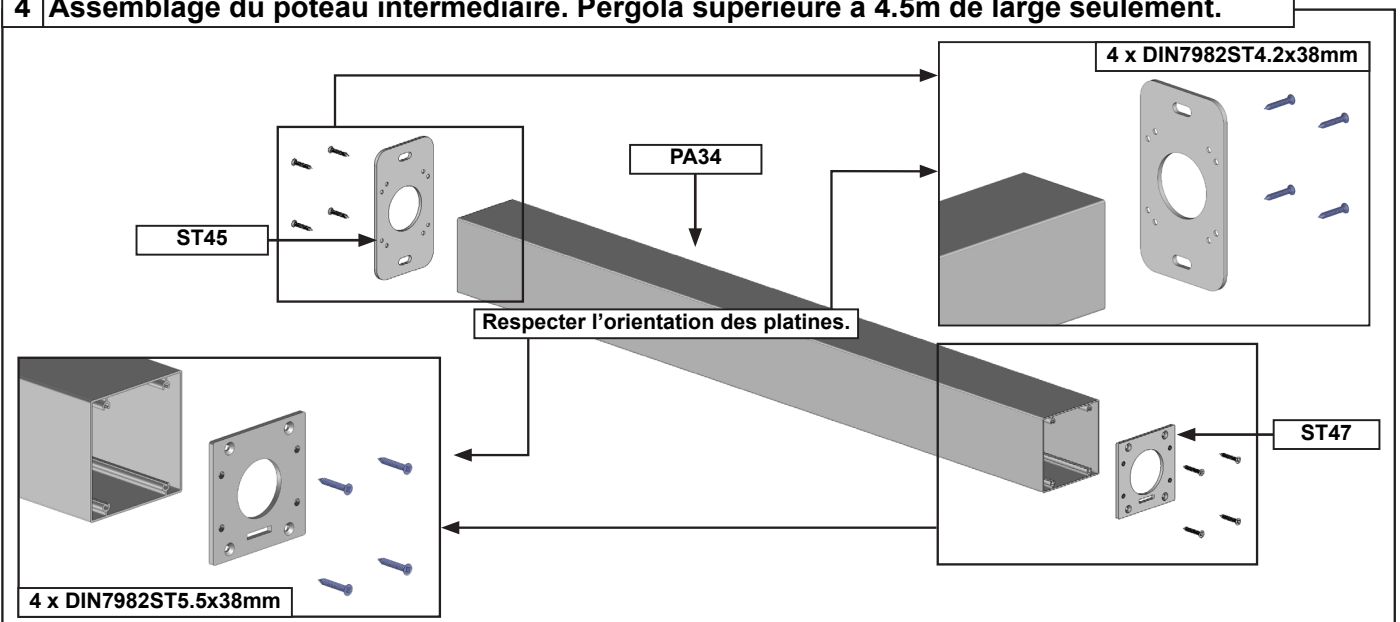 4 Assemblage du poteau intermédiaire. Pergola supérieure à 4.5m de large seulement.
4 x DIN7982ST4.2x38mm
PA34
ST45
Respecter l’orientation des platines.
ST47
4 x DIN7982ST5.5x38mm